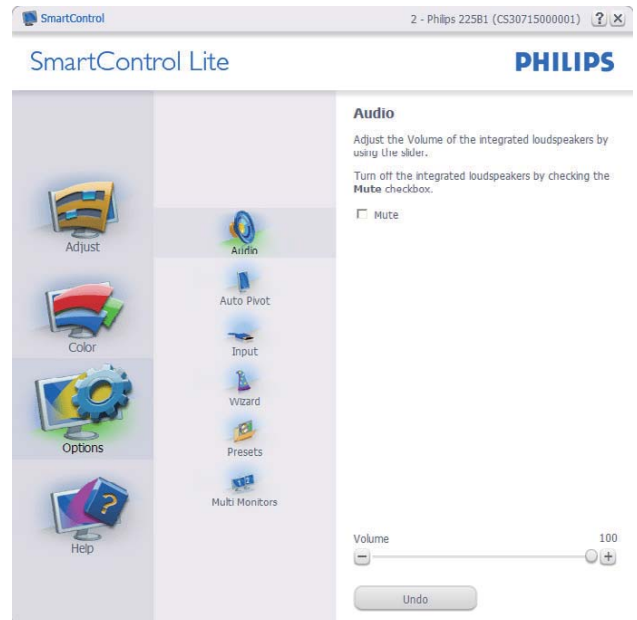 SmartControl
2 - Philips 225B1 (CS30715000001)
?
SmartControl Lite
PHILIPS
Adjust
Color
Options
?
Help
Audio
Auto Pivot
Input
Wizard
Presets
1 2
Multi Monitors
Audio
Adjust the Volume of the integrated loudspeakers by
using the slider.
Turn off the integrated loudspeakers by checking the
Mute checkbox.
Mute
Volume 100
Undo